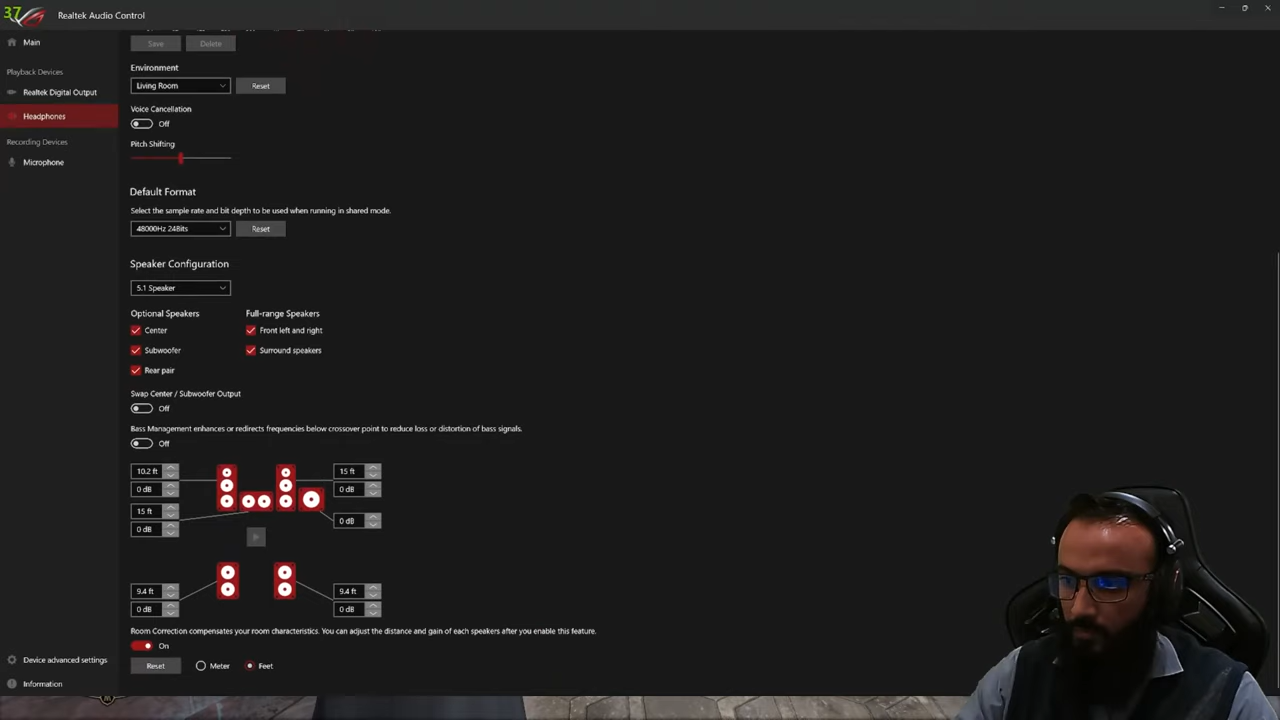 37
Realtek Audio Control
Main
Playback Devices
Realtek Digital Output
Headphones
Recording Devices
Microphone
Device advanced settings
Information
Save
Delete
Environment
Living Room
Reset
Voice Cancellation
Off
Pitch Shifting
Default Format
Select the sample rate and bit depth to be used when running in shared mode.
48000Hz 24Bits
Reset
Speaker Configuration
5.1 Speaker
Optional Speakers
Full-range Speakers
Center
Front left and right
Subwoofer
Surround speakers
Rear pair
Swap Center / Subwoofer Output
Off
Bass Management enhances or redirects frequencies below crossover point to reduce loss or distortion of bass signals.
Off
10.2 ft
15 ft
0 dB
0 dB
15 ft
0 dB
0 dB
9.4 ft
9.4 ft
0 dB
0 dB
Room Correction compensates your room characteristics. You can adjust the distance and gain of each speakers after you enable this feature.
On
Reset
Meter
Feet